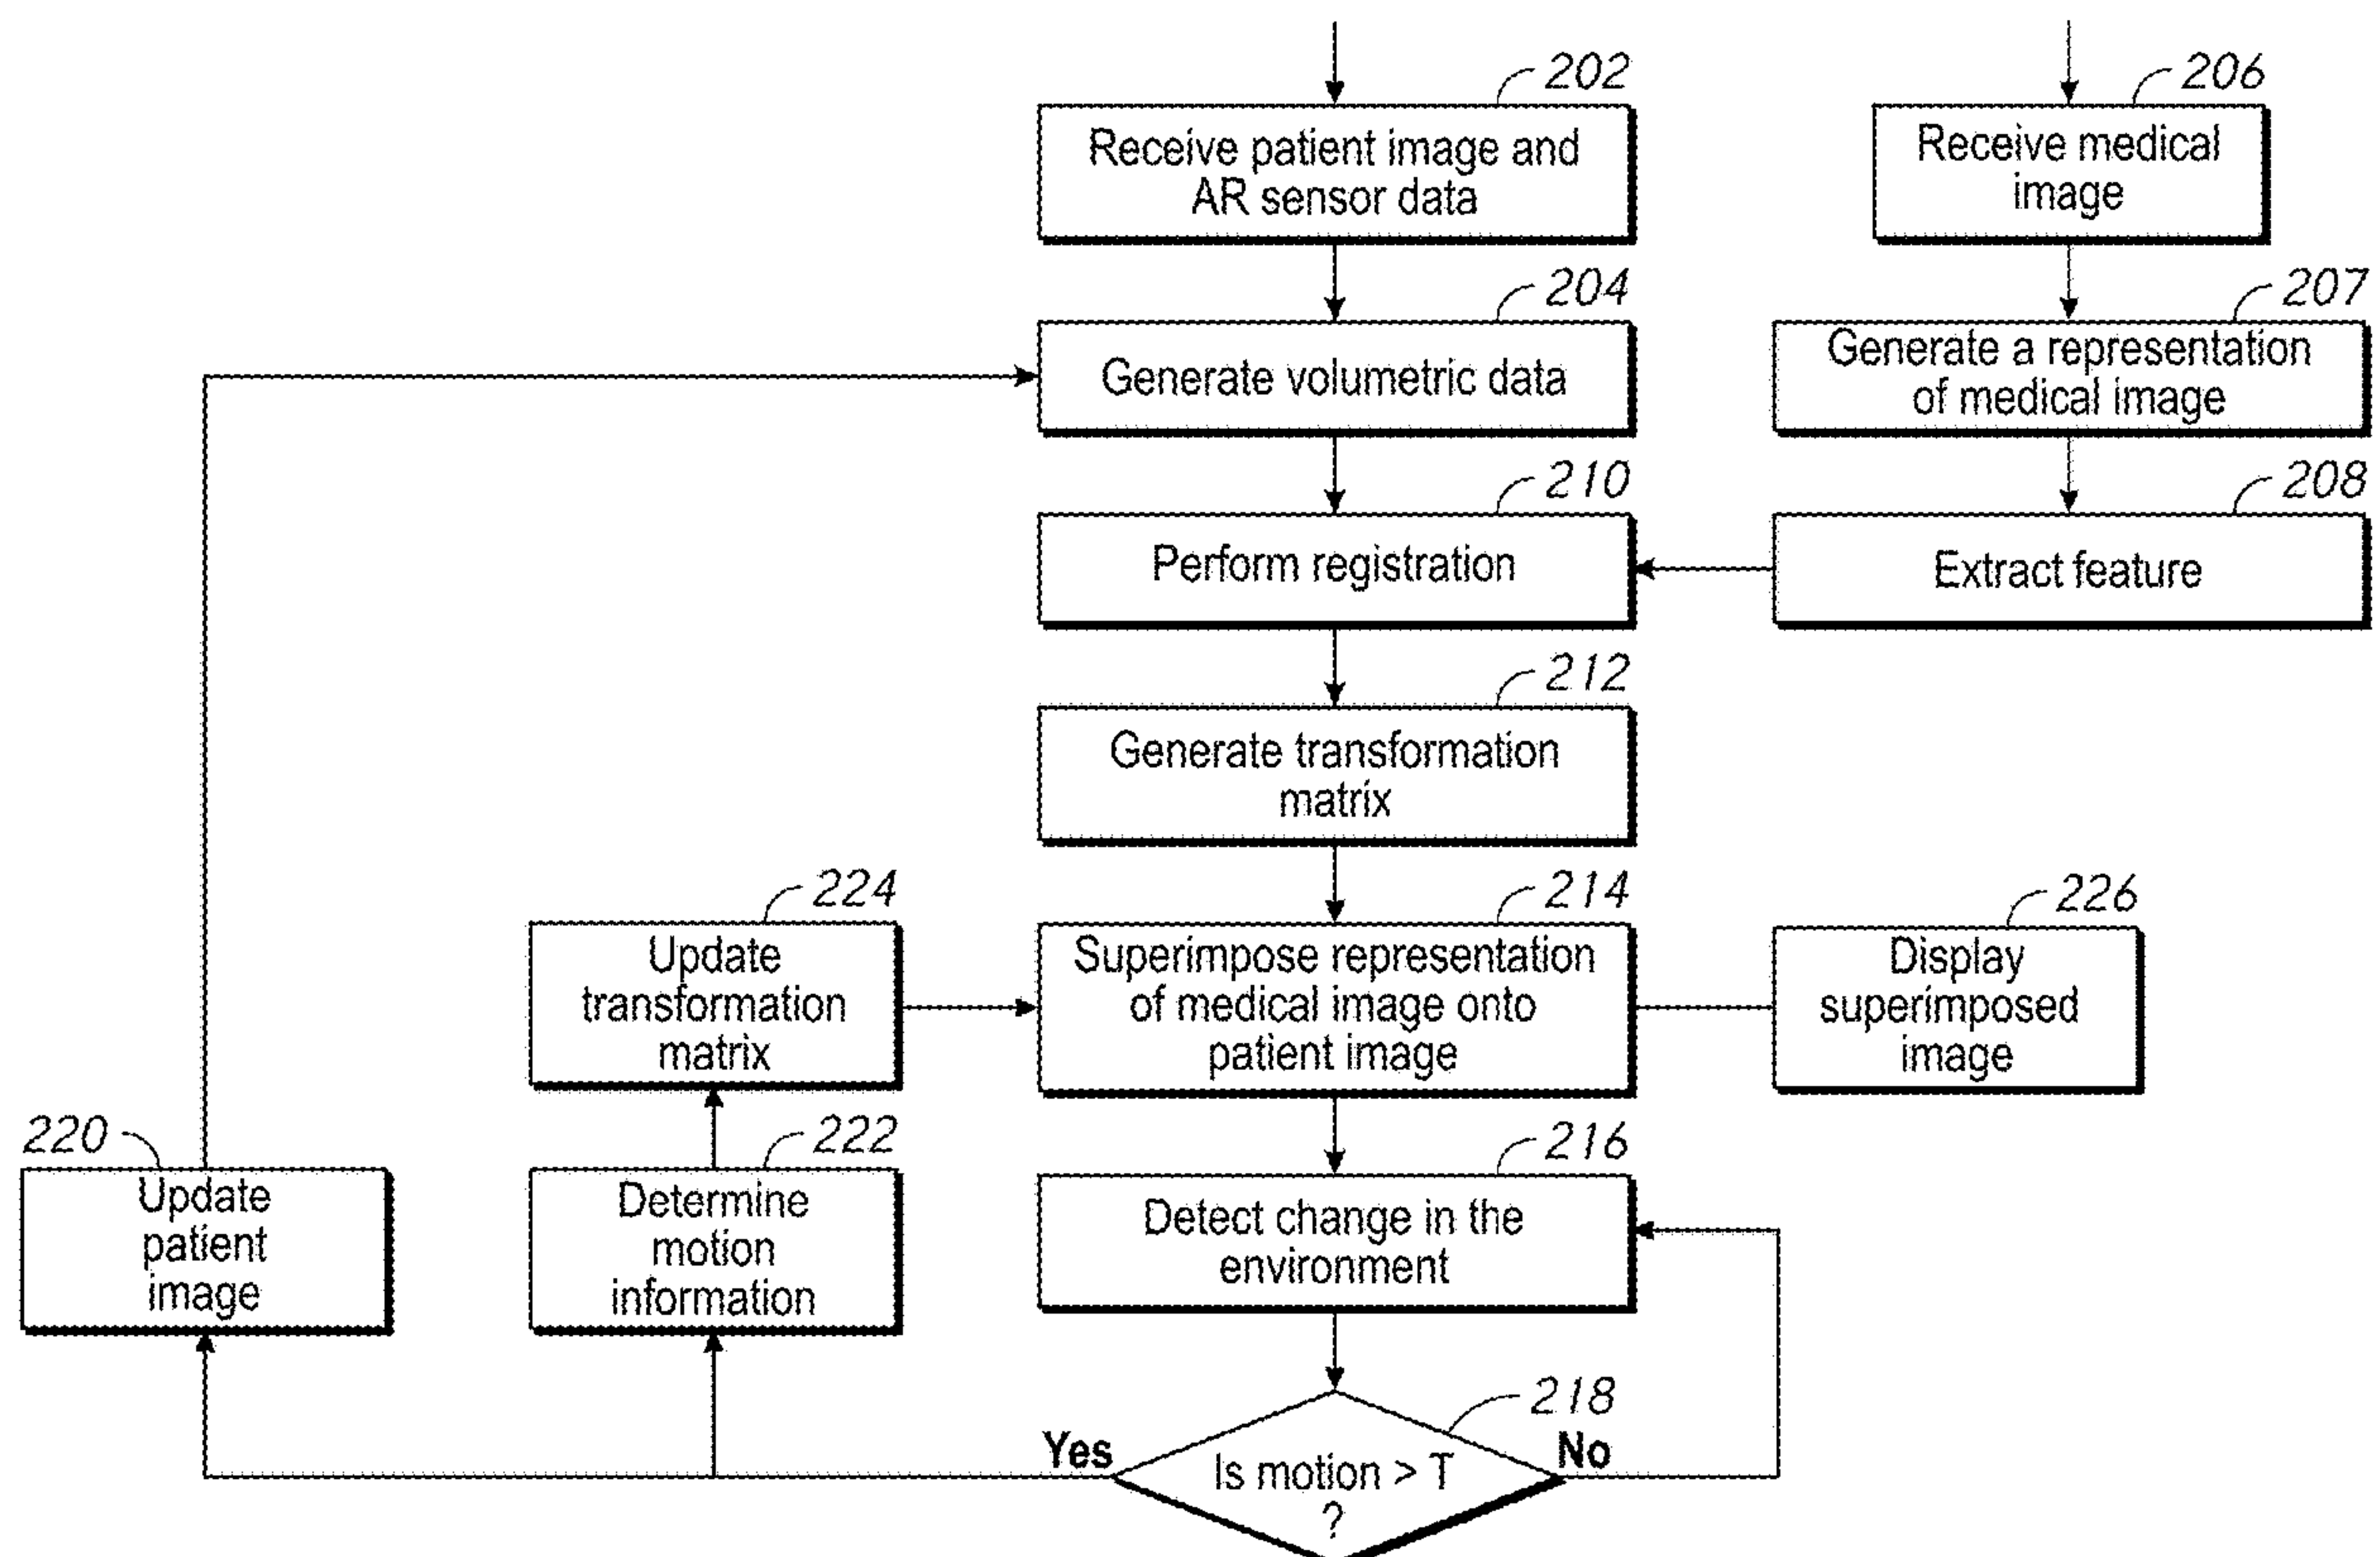 202
206
Receive patient image and
AR sensor data
Receive medical
image
204
207
Generate volumetric data
Generate a representation
of medical image
210
208
Perform registration
Extract feature
212
Generate transformation
matrix
224
214
226
Update
transformation
matrix
Superimpose representation
of medical image onto
patient image
Display
superimposed
image
220
222
216
Update
patient
image
Determine
motion
information
Detect change in the
environment
218
Yes
No
Is motion > T
?